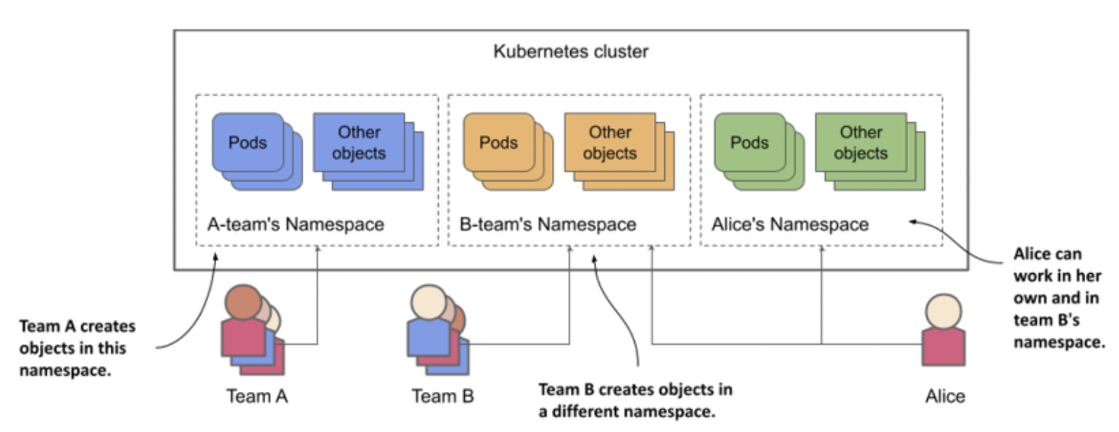 Kubernetes cluster
Pods
Other
objects
A-team's Namespace
Pods
Other
objects
B-team's Namespace
Pods
Other
objects
Alice's Namespace
Team A creates
objects in this
namespace.
Team A
Team B
Team B creates objects in
a different namespace.
Alice can
work in her
own and in
team B's
namespace.
Alice